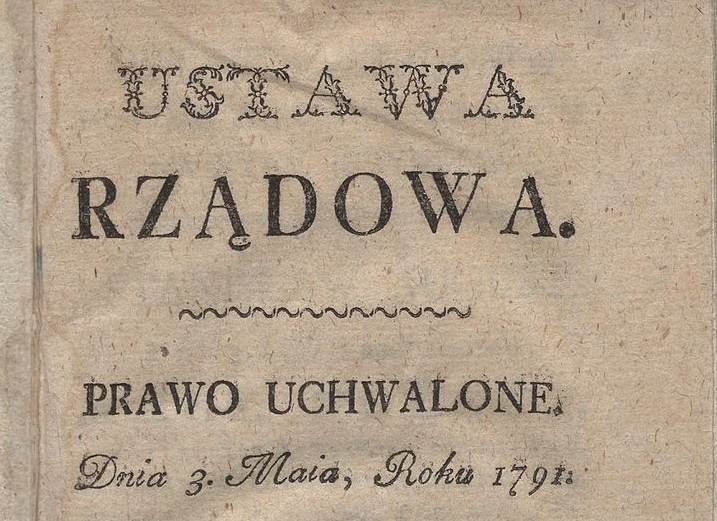 USTAWA
RZĄDOWA.
PRAWO UCHWALONE.
Dnia 3. Maia, Roku 1791.